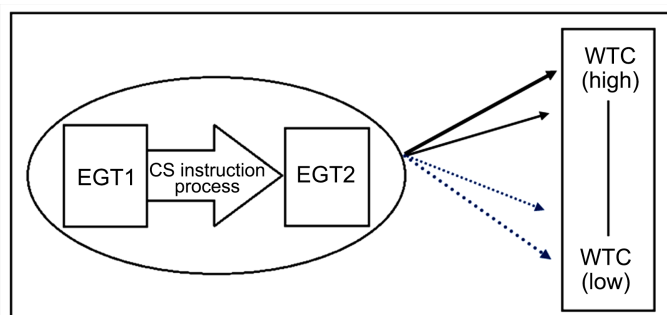 EGT1
CS instruction
process
EGT2
WTC
(high)
WTC
(low)